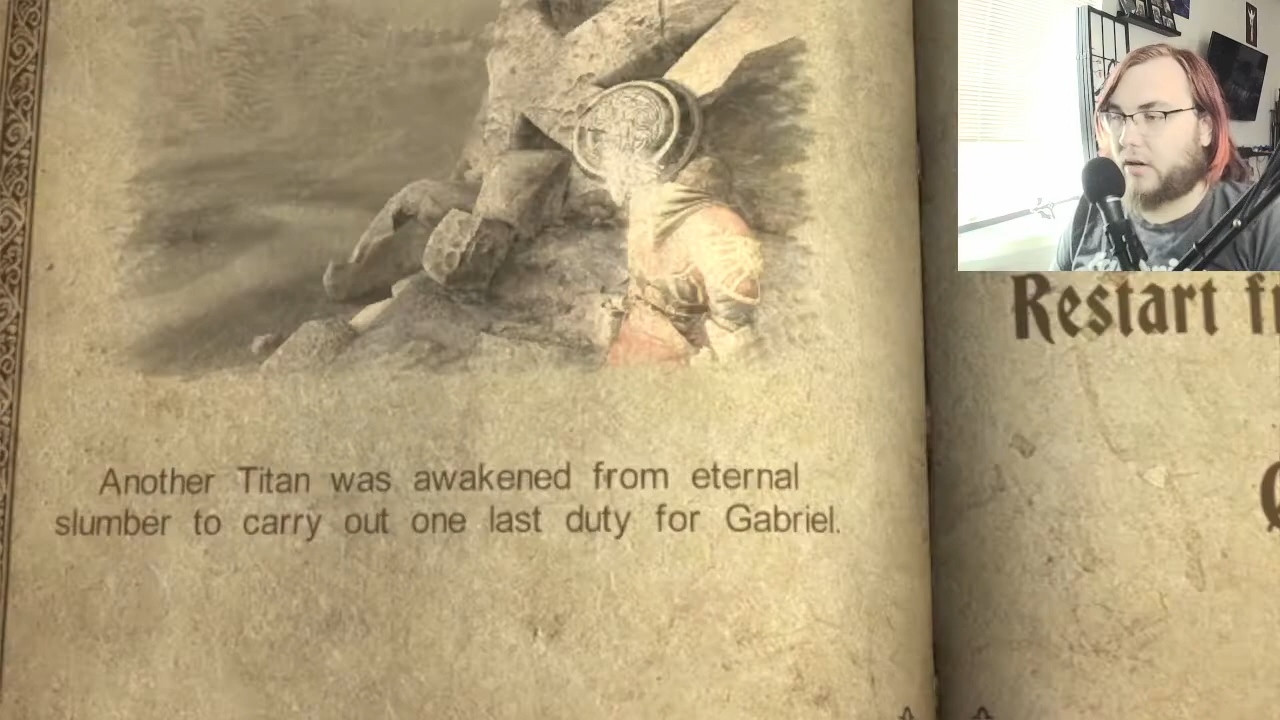 Restart
Another Titan was awakened from eternal
slumber to carry out one last duty for Gabriel.